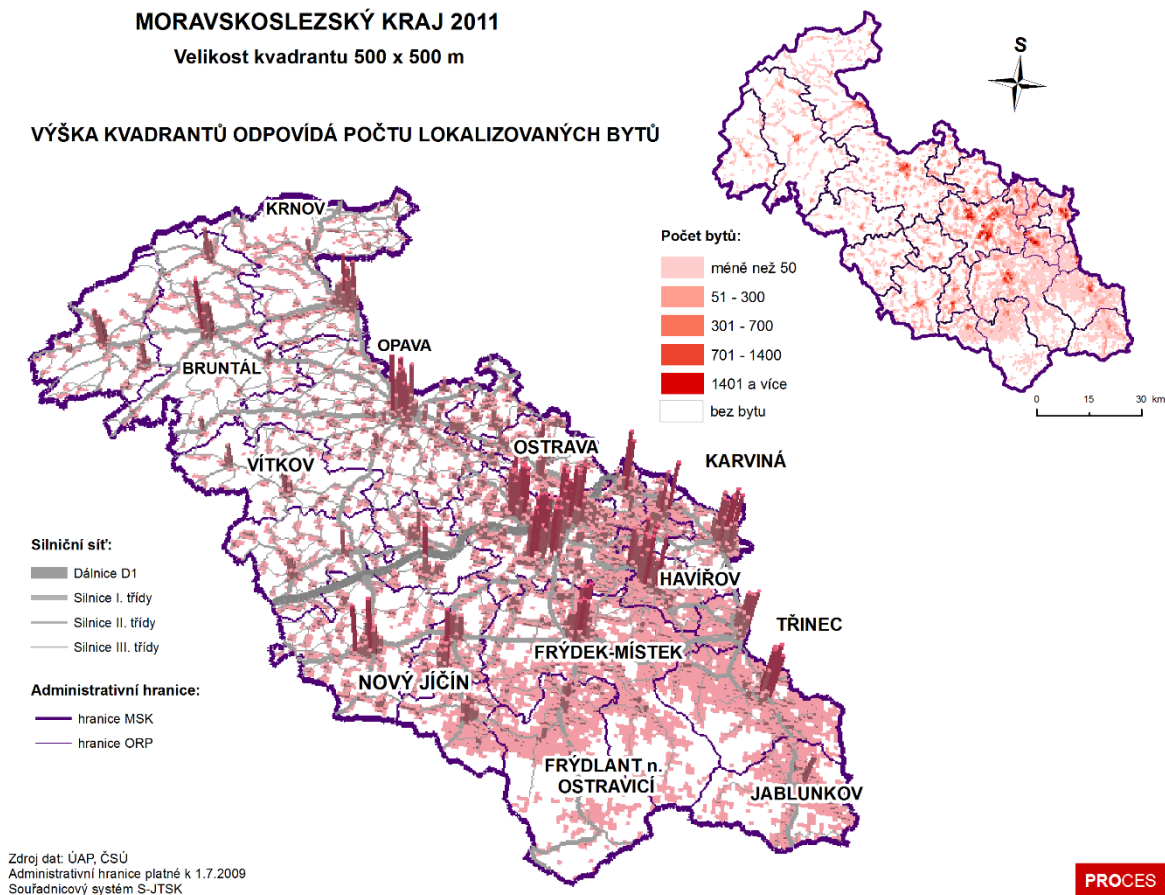 MORAVSKOSLEZSKÝ KRAJ 2011
Velikost kvadrantu 500 x 500 m
VÝŠKA KVADRANTŮ ODPOVÍDÁ POČTU LOKALIZOVANÝCH BYTŮ
S
Počet bytů:
méně než 50
51 - 300
301 - 700
701 - 1400
1401 a více
bez bytu
0 15 30 km
KRNOV
OPAVA
BRUNTÁL
OSTRAVA
KARVINÁ
VÍTKOV
HAVÍŘOV
TŘINEC
FRÝDEK-MÍSTEK
NOVÝ JÍČÍN
FRÝDLANT n.
OSTRAVICÍ
JABLUNKOV
Silniční síť:
Dálnice D1
Silnice I. třídy
Silnice II. třídy
Silnice III. třídy
Administrativní hranice:
hranice MSK
hranice ORP
Zdroj dat: ÚAP, ČSÚ
Administrativní hranice platné k 1.7.2009
Souřadnicový systém S-JTSK
PROCES